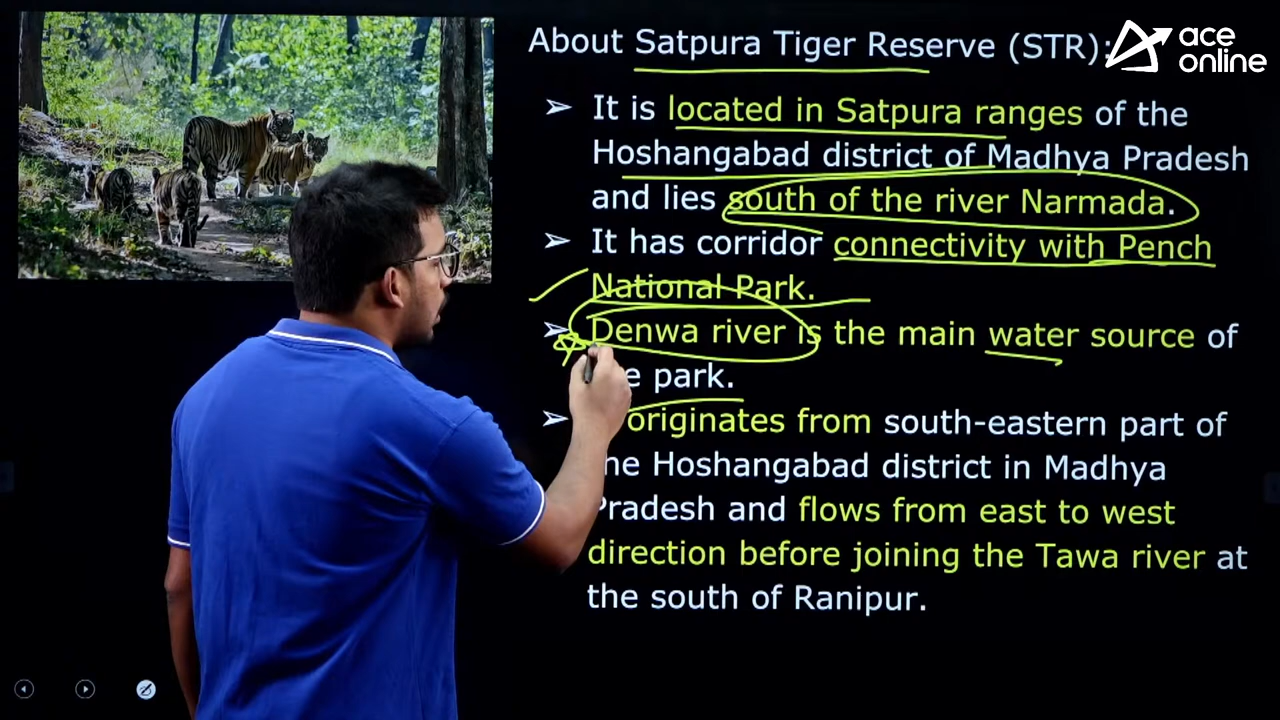 About Satpura Tiger Reserve (STR):
ace
online
➢ It is located in Satpura ranges of the
Hoshangabad district of Madhya Pradesh
and lies south of the river Narmada.
➢ It has corridor connectivity with Pench
National Park.
➢ Denwa river is the main water source of
park.
➢ originates from south-eastern part of
Hoshangabad district in Madhya
Pradesh and flows from east to west
direction before joining the Tawa river at
the south of Ranipur.